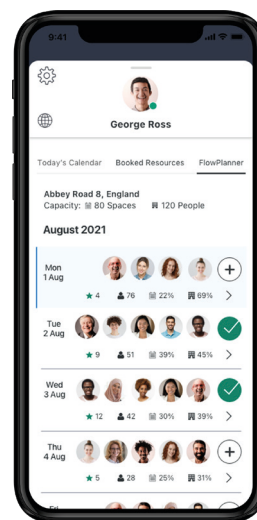 9:41
George Ross
Today's Calendar Booked Resources FlowPlanner
Abbey Road 8, England
Capacity: 80 Spaces 120 People
August 2021
Mon
1 Aug
4 76 22% 69%
Tue
2 Aug
9 51 39% 45%
Wed
3 Aug
12 42 30% 39%
Thu
4 Aug
5 28 25% 31%
Fri